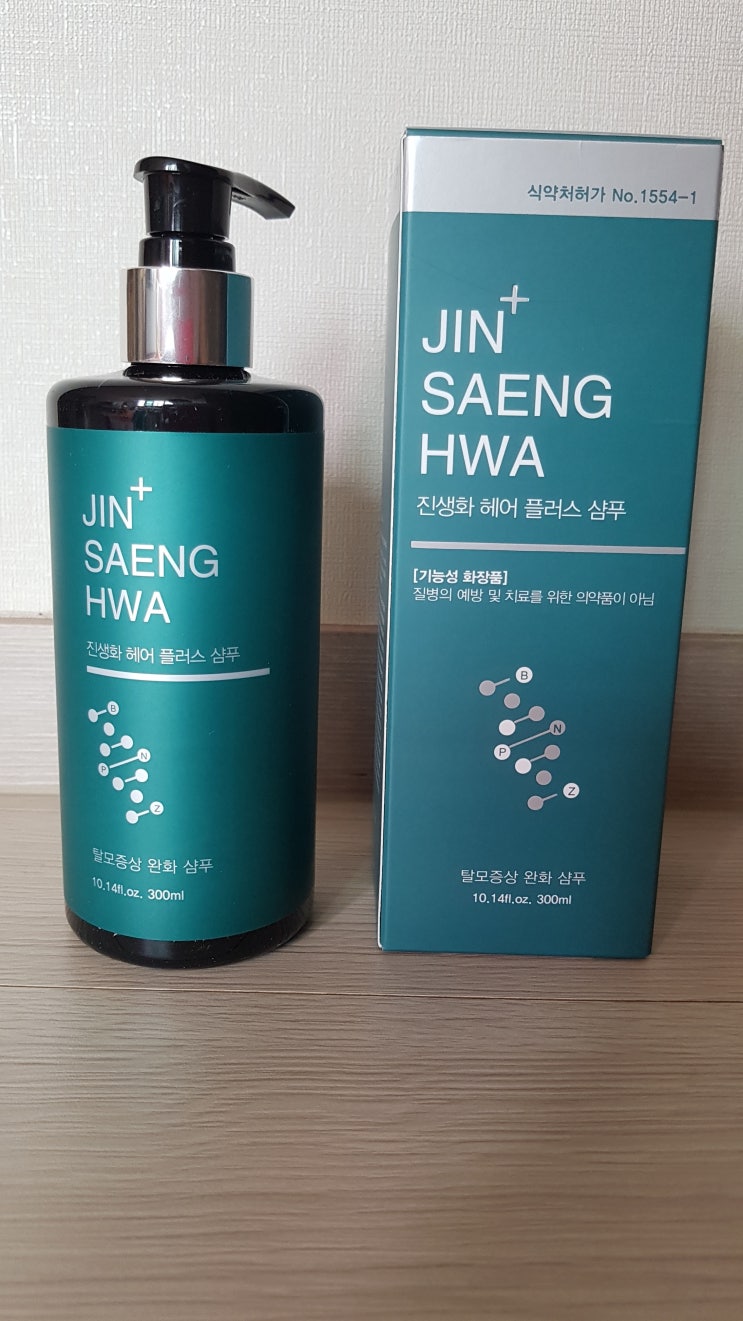 JIN+
SAENG
HWA
진생화 헤어 플러스 샴푸
B
N
P
Z
탈모증상 완화 샴푸
10.14fl.oz. 300ml
식약처허가 No.1554-1
JIN+
SAENG
HWA
진생화 헤어 플러스 샴푸
[기능성 화장품]
질병의 예방 및 치료를 위한 의약품이 아님
B
N
P
Z
탈모증상 완화 샴푸
10.14fl.oz. 300ml